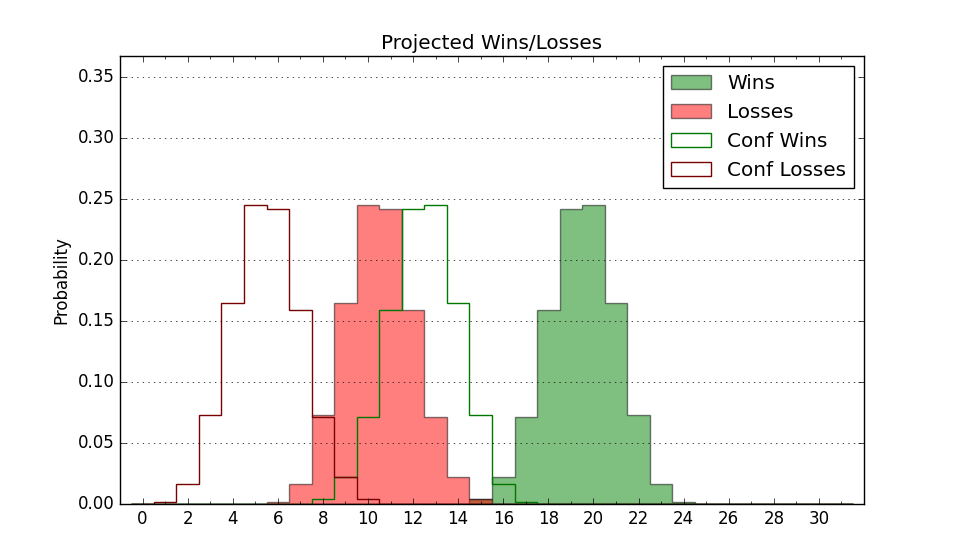 Projected Wins/Losses
Wins
Losses
Conf Wins
Conf Losses
Probability
0.35
0.30
0.25
0.20
0.15
0.10
0.05
0.00
0 2 4 6 8 10 12 14 16 18 20 22 24 26 28 30